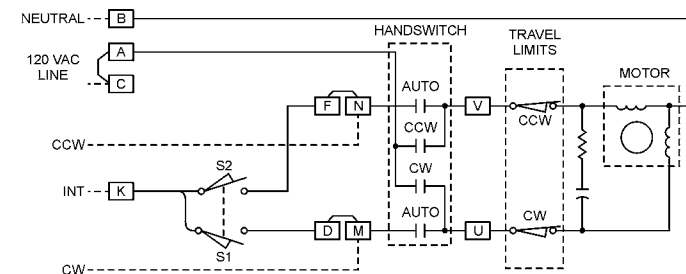 NEUTRAL B
HANDSWITCH
TRAVEL
LIMITS
A
120 VAC
LINE
C
MOTOR
AUTO
F N
V
CCW
CCW
CCW
CW
S2
INT K
AUTO
CW
D M
U
S1
CW